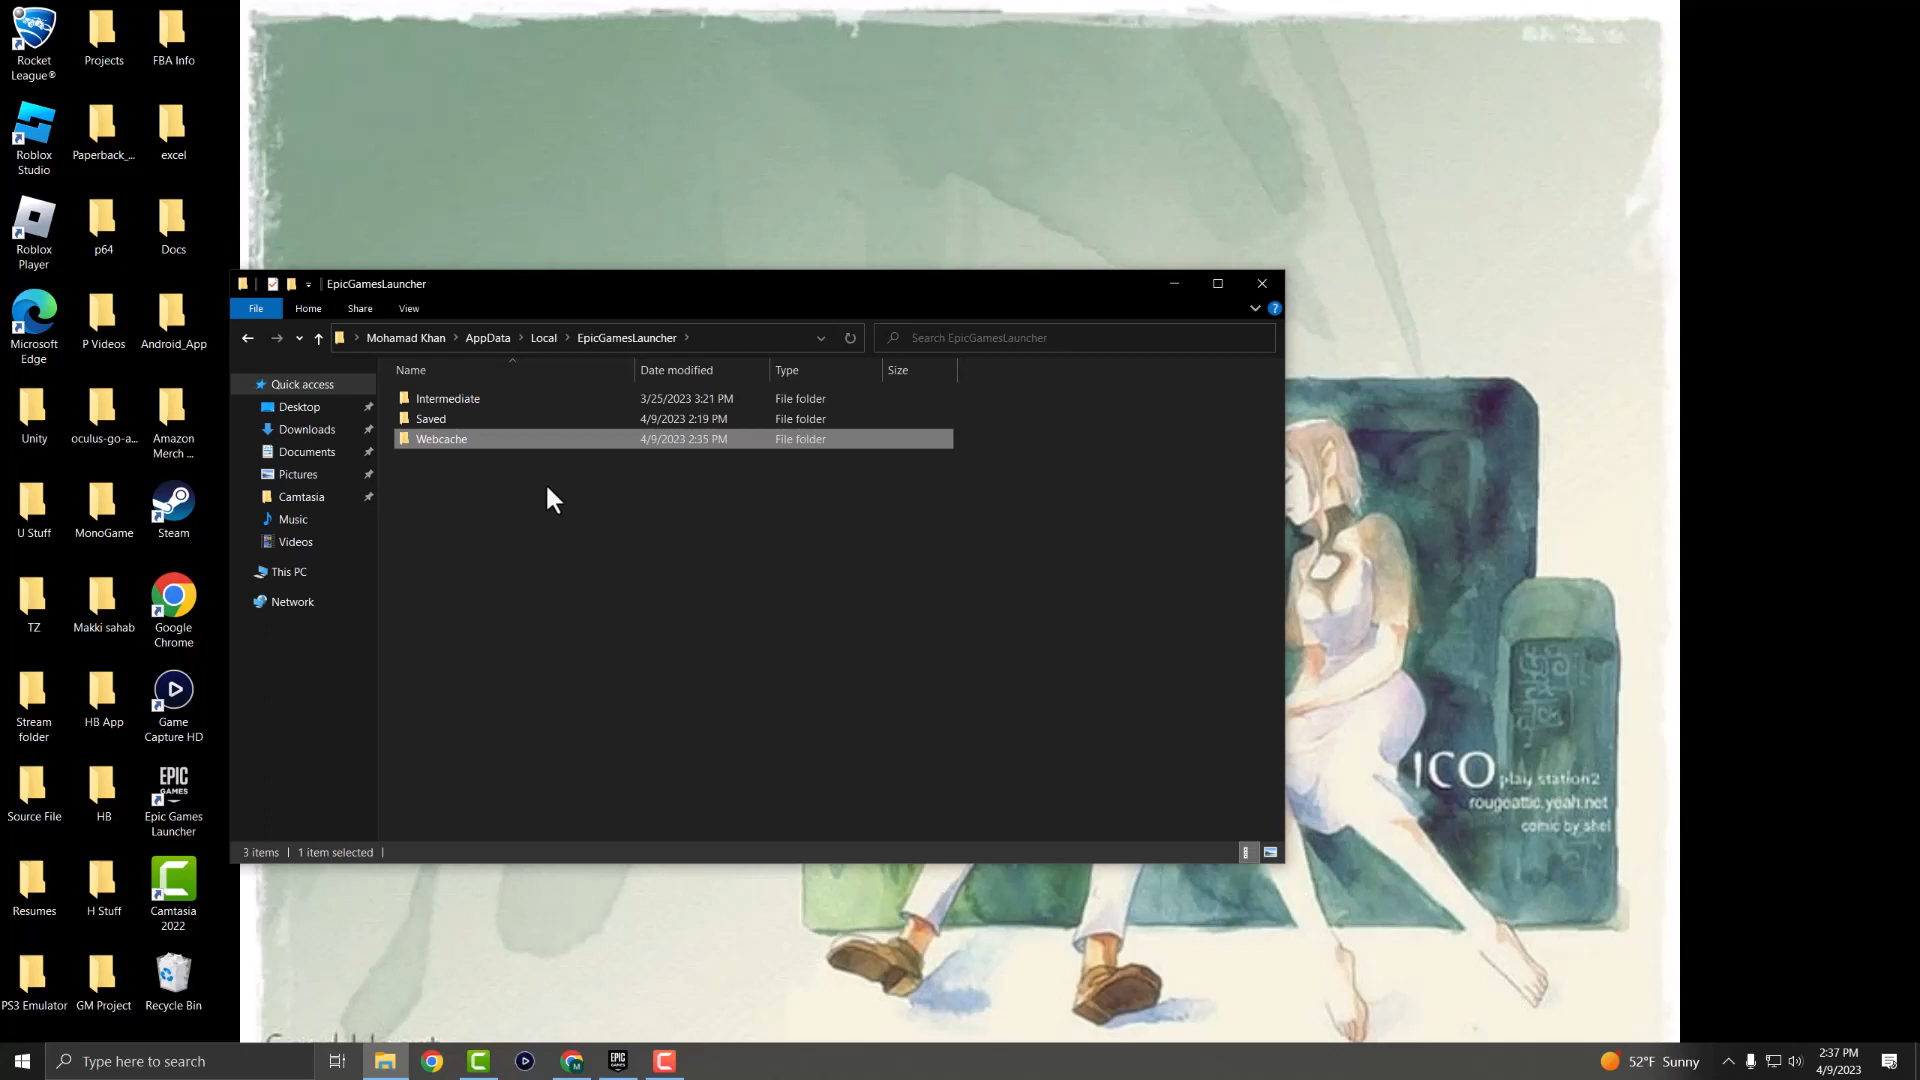 Rocket
League®
Projects
FBA Info
Roblox
Studio
Paperback_...
excel
Roblox
Player
p64
Docs
Microsoft
Edge
P Videos
Android_App
Unity
oculus-go-a...
Amazon
Merch ...
U Stuff
MonoGame
Steam
TZ
Makki sahab
Google
Chrome
Stream
folder
HB App
Game
Capture HD
Source File
HB
EPIC
GAMES
Epic Games
Launcher
Resumes
H Stuff
Camtasia
2022
PS3 Emulator
GM Project
Recycle Bin
EpicGamesLauncher
File Home Share View
Mohamad Khan > AppData > Local > EpicGamesLauncher >
Search EpicGamesLauncher
Name Date modified Type Size
Intermediate 3/25/2023 3:21 PM File folder
Saved 4/9/2023 2:19 PM File folder
Webcache 4/9/2023 2:35 PM File folder
Quick access
Desktop
Downloads
Documents
Pictures
Camtasia
Music
Videos
This PC
Network
3 items 1 item selected
ICO play station2
rougeattic.yeah.net
comic by shel
Type here to search
EPIC
GAMES
52°F Sunny
2:37 PM
4/9/2023